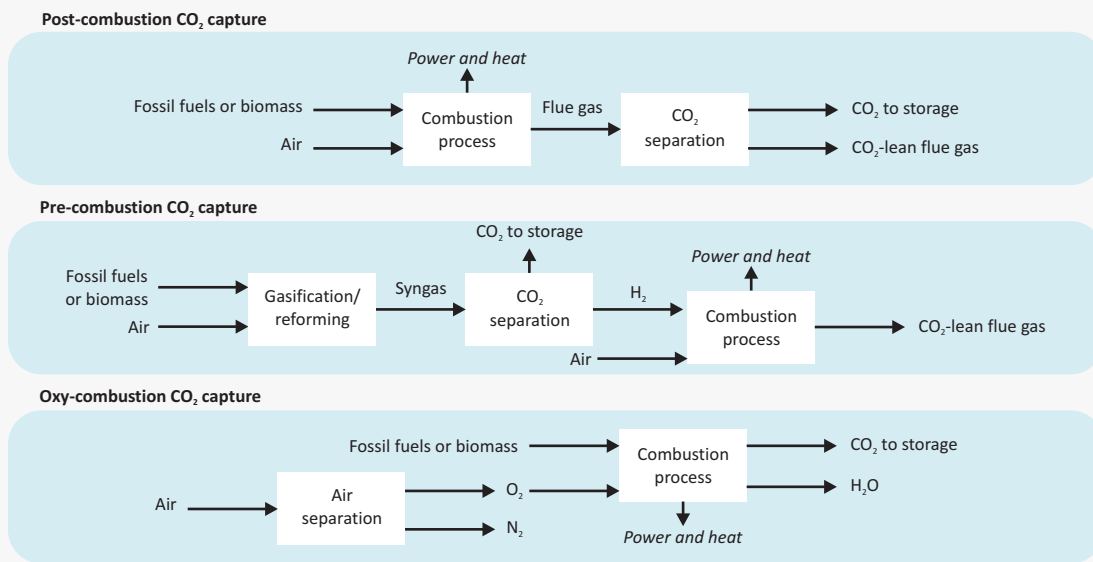 Post-combustion CO₂ capture
Power and heat
Fossil fuels or biomass
Air
Combustion
process
Flue gas
CO₂
separation
CO₂ to storage
CO₂-lean flue gas
Pre-combustion CO₂ capture
Fossil fuels
or biomass
Air
Gasification/
reforming
Syngas
CO₂ to storage
CO₂
separation
H₂
Air
Power and heat
Combustion
process
CO₂-lean flue gas
Oxy-combustion CO₂ capture
Fossil fuels or biomass
Air
Air
separation
O₂
N₂
Combustion
process
Power and heat
CO₂ to storage
H₂O